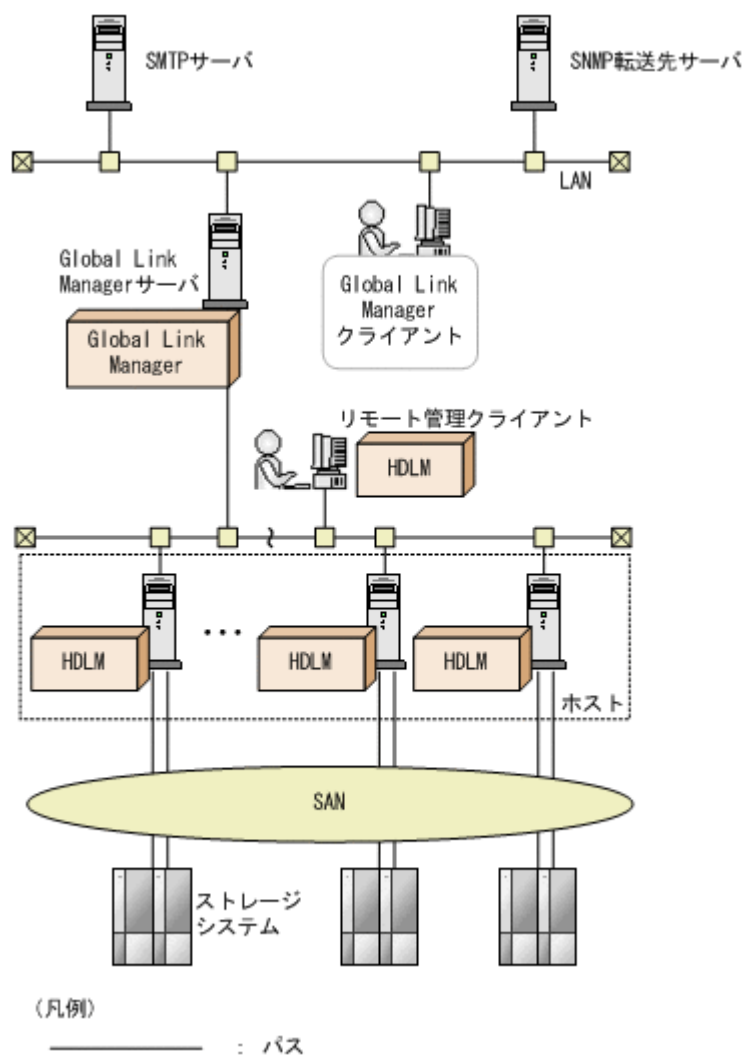 SMTPサーバ
SNMP転送先サーバ
LAN
Global Link
Managerサーバ
Global Link
Manager
クライアント
Global Link
Manager
リモート管理クライアント
HDLM
HDLM
...
HDLM
HDLM
ホスト
SAN
ストレージ
システム
（凡例）
： パス